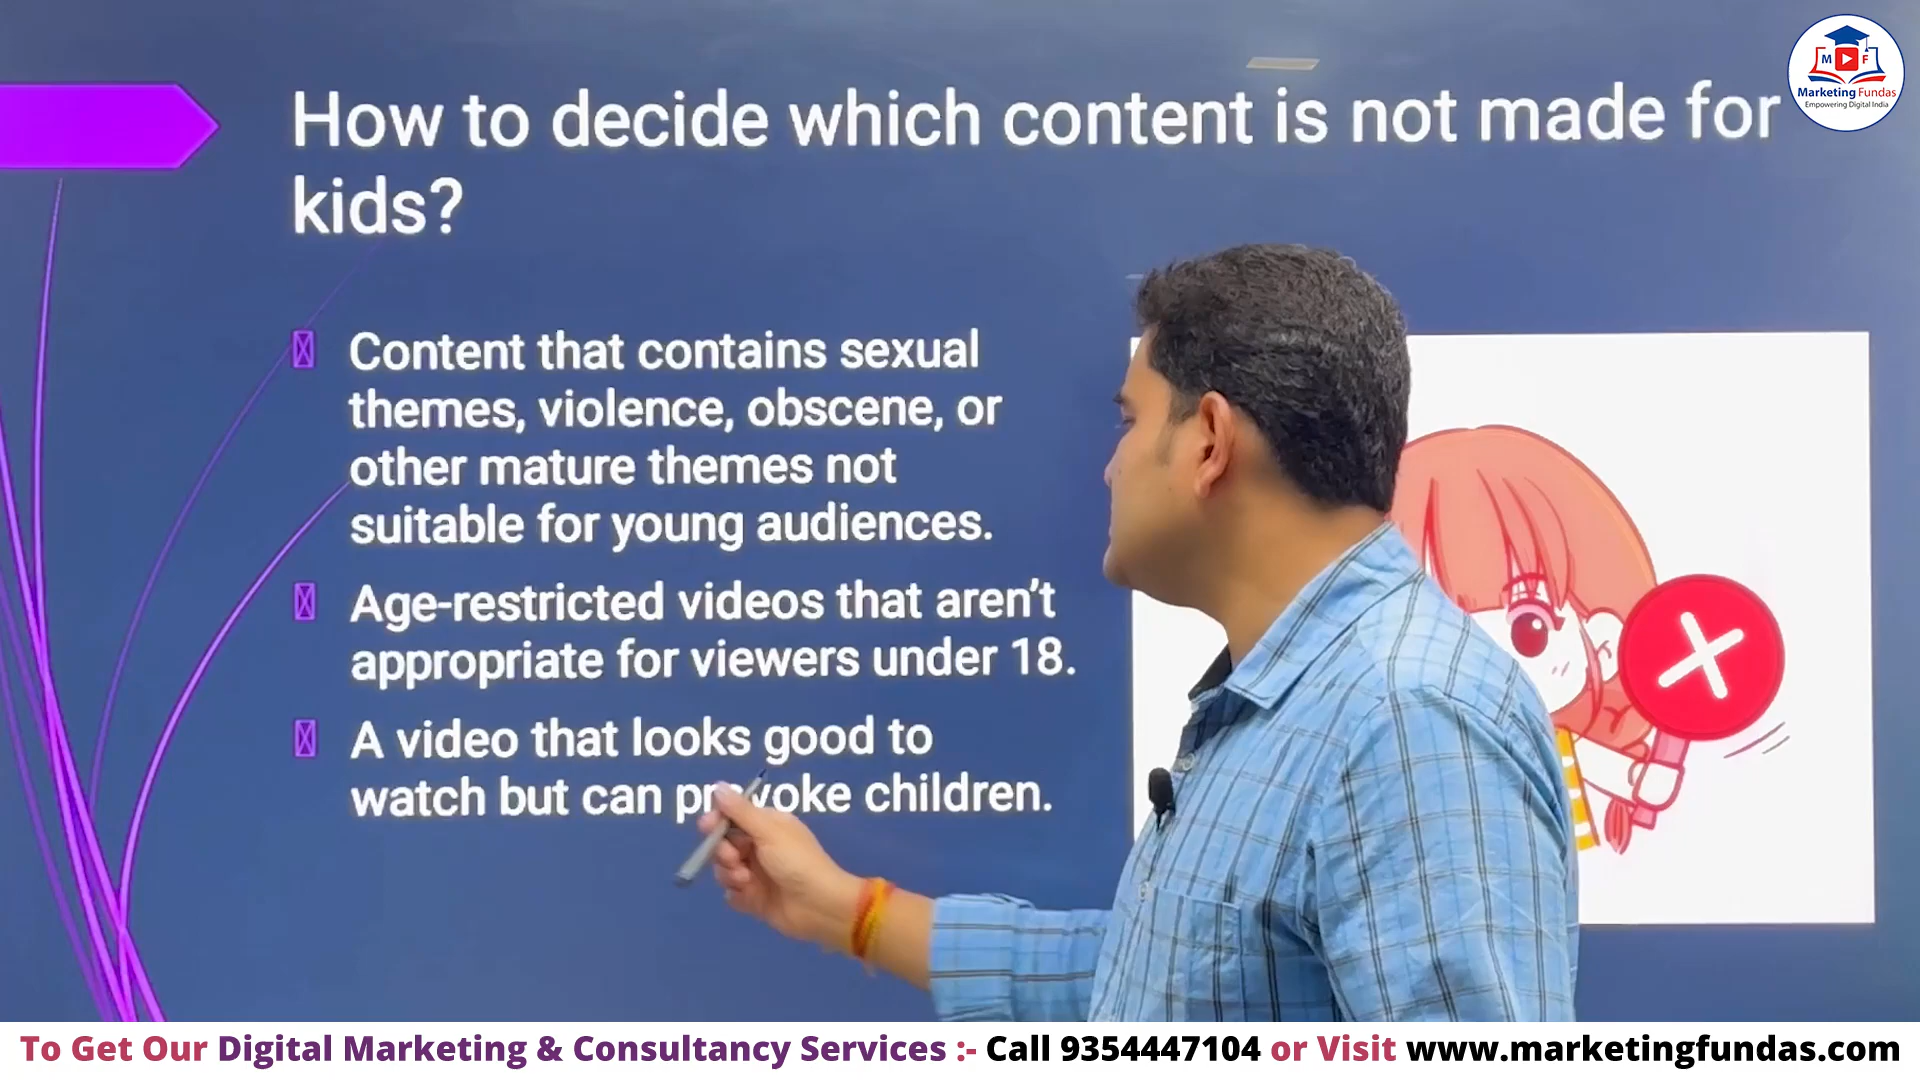 M F
Marketing Fundas
Empowering Digital India
How to decide which content is not made for
kids?
Content that contains sexual
themes, violence, obscene, or
other mature themes not
suitable for young audiences.
Age-restricted videos that aren't
appropriate for viewers under 18.
A video that looks good to
watch but can provoke children.
To Get Our Digital Marketing & Consultancy Services :- Call 9354447104 or Visit www.marketingfundas.com